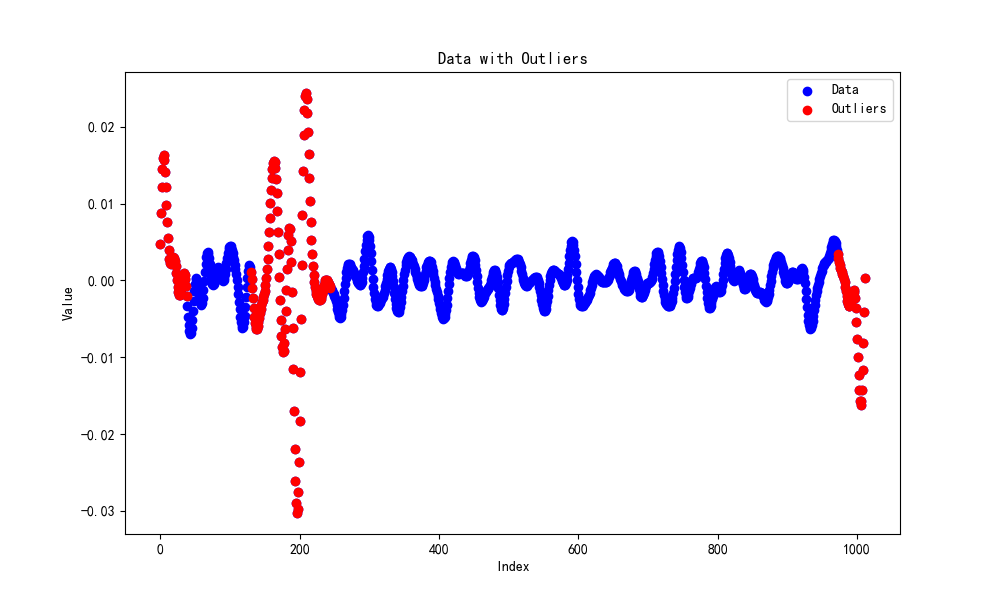 Data with Outliers
Data
Outliers
0.02
0.01
0.00
-0.01
-0.02
-0.03
Value
0 200 400 600 800 1000
Index